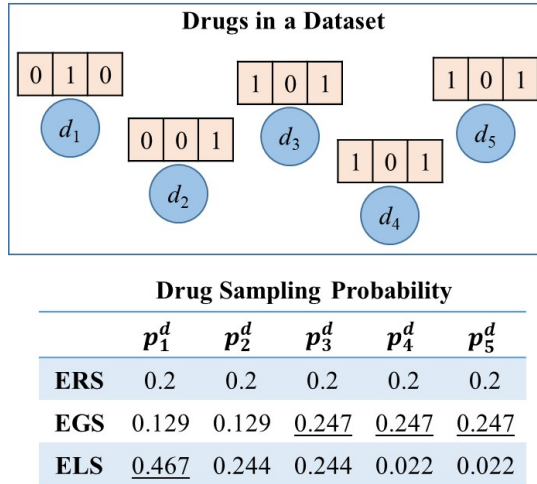 Drugs in a Dataset
0 1 0
d₁
0 0 1
d₂
1 0 1
d₃
1 0 1
d₄
1 0 1
d₅
Drug Sampling Probability
p₁ᵈ p₂ᵈ p₃ᵈ p₄ᵈ p₅ᵈ
ERS 0.2 0.2 0.2 0.2 0.2
EGS 0.129 0.129 0.247 0.247 0.247
ELS 0.467 0.244 0.244 0.022 0.022